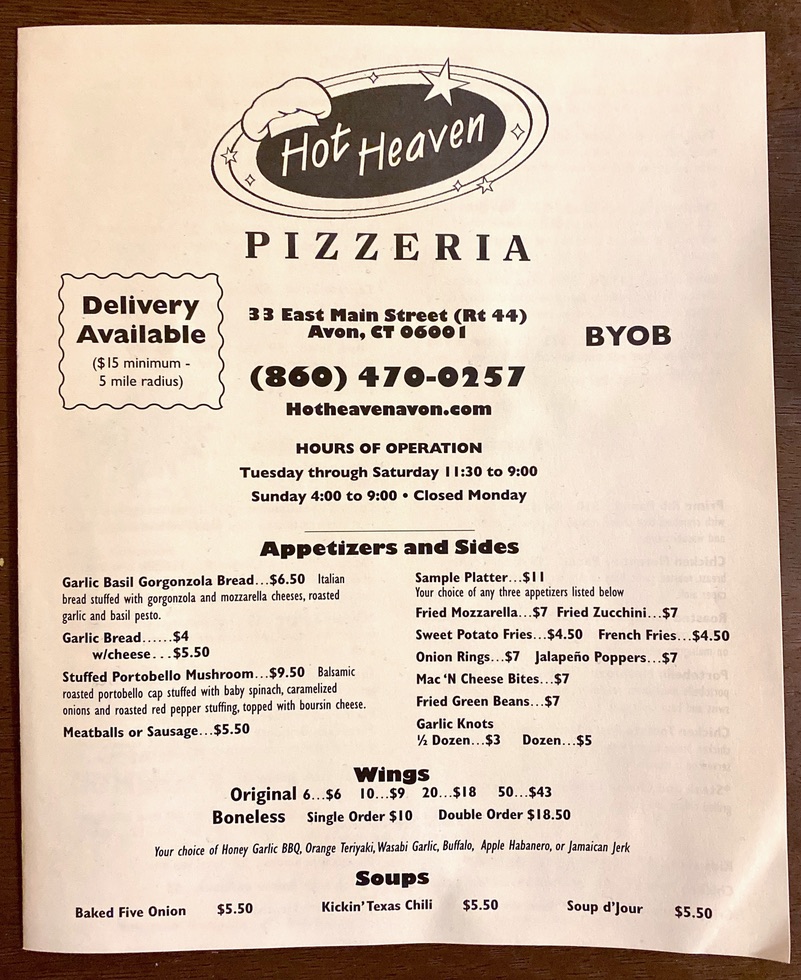 Hot Heaven
PIZZERIA
Delivery
Available
($15 minimum -
5 mile radius)
33 East Main Street (Rt 44)
Avon, CT 06001
(860) 470-0257
Hotheavenavon.com
BYOB
HOURS OF OPERATION
Tuesday through Saturday 11:30 to 9:00
Sunday 4:00 to 9:00 • Closed Monday
Appetizers and Sides
Garlic Basil Gorgonzola Bread...$6.50 Italian
bread stuffed with gorgonzola and mozzarella cheeses, roasted
garlic and basil pesto.
Garlic Bread......$4
w/cheese...$5.50
Stuffed Portobello Mushroom...$9.50 Balsamic
roasted portobello cap stuffed with baby spinach, caramelized
onions and roasted red pepper stuffing, topped with boursin cheese.
Meatballs or Sausage...$5.50
Sample Platter...$11
Your choice of any three appetizers listed below
Fried Mozzarella...$7 Fried Zucchini...$7
Sweet Potato Fries...$4.50 French Fries...$4.50
Onion Rings...$7 Jalapeño Poppers...$7
Mac 'N Cheese Bites...$7
Fried Green Beans...$7
Garlic Knots
½ Dozen...$3 Dozen...$5
Wings
Original 6...$6 10...$9 20...$18 50...$43
Boneless Single Order $10 Double Order $18.50
Your choice of Honey Garlic BBQ, Orange Teriyaki, Wasabi Garlic, Buffalo, Apple Habanero, or Jamaican Jerk
Soups
Baked Five Onion $5.50 Kickin' Texas Chili $5.50 Soup d'Jour $5.50